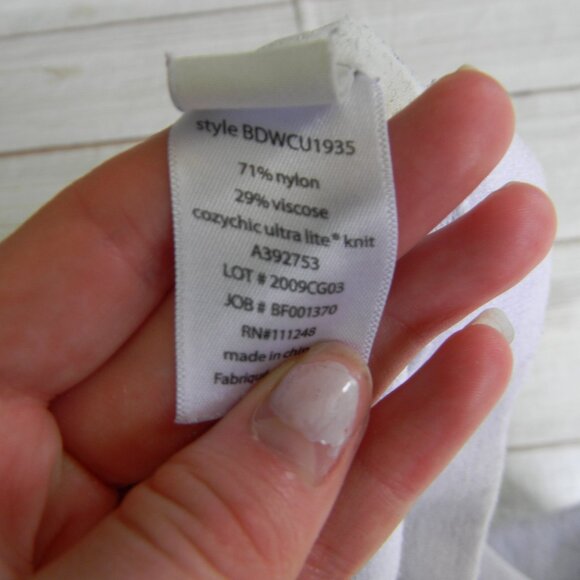 style BDWCU1935
71% nylon
29% viscose
cozychic ultra lite® knit
A392753
LOT # 2009CG03
JOB # BF001370
RN#111248
made in